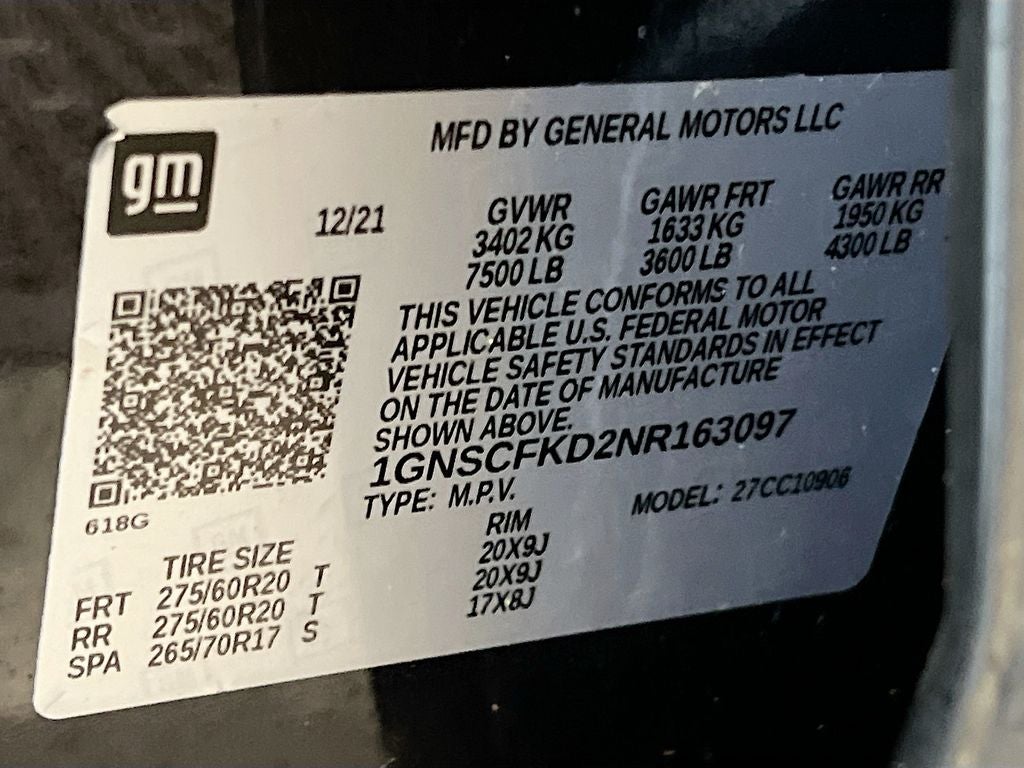 gm
MFD BY GENERAL MOTORS LLC
12/21
GVWR
3402 KG
7500 LB
GAWR FRT
1633 KG
3600 LB
GAWR RR
1950 KG
4300 LB
THIS VEHICLE CONFORMS TO ALL
APPLICABLE U.S. FEDERAL MOTOR
VEHICLE SAFETY STANDARDS IN EFFECT
ON THE DATE OF MANUFACTURE
SHOWN ABOVE.
1GNSCFKD2NR163097
TYPE: M.P.V. MODEL: 27CC10906
618G
TIRE SIZE RIM
FRT 275/60R20 T 20X9J
RR 275/60R20 T 20X9J
SPA 265/70R17 S 17X8J